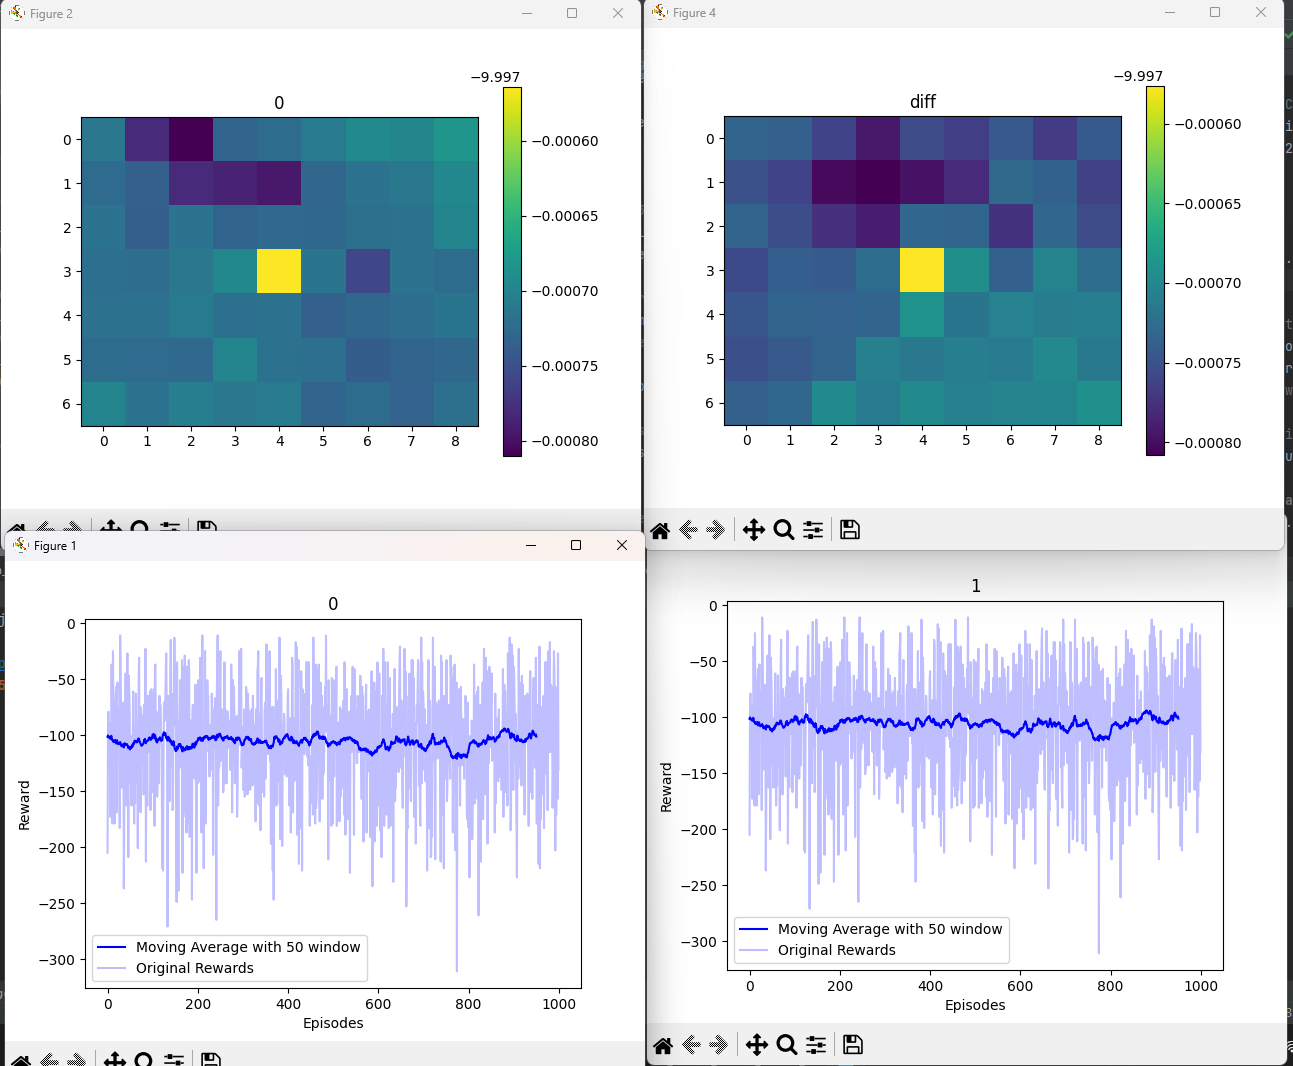 Figure 2
−9.997
0
0
1
2
3
4
5
6
0 1 2 3 4 5 6 7 8
−0.00060
−0.00065
−0.00070
−0.00075
−0.00080
Figure 4
−9.997
diff
0
1
2
3
4
5
6
0 1 2 3 4 5 6 7 8
−0.00060
−0.00065
−0.00070
−0.00075
−0.00080
Figure 1
0
0
−50
−100
−150
−200
−250
−300
Reward
Moving Average with 50 window
Original Rewards
0 200 400 600 800 1000
Episodes
1
0
−50
−100
−150
−200
−250
−300
Reward
Moving Average with 50 window
Original Rewards
0 200 400 600 800 1000
Episodes